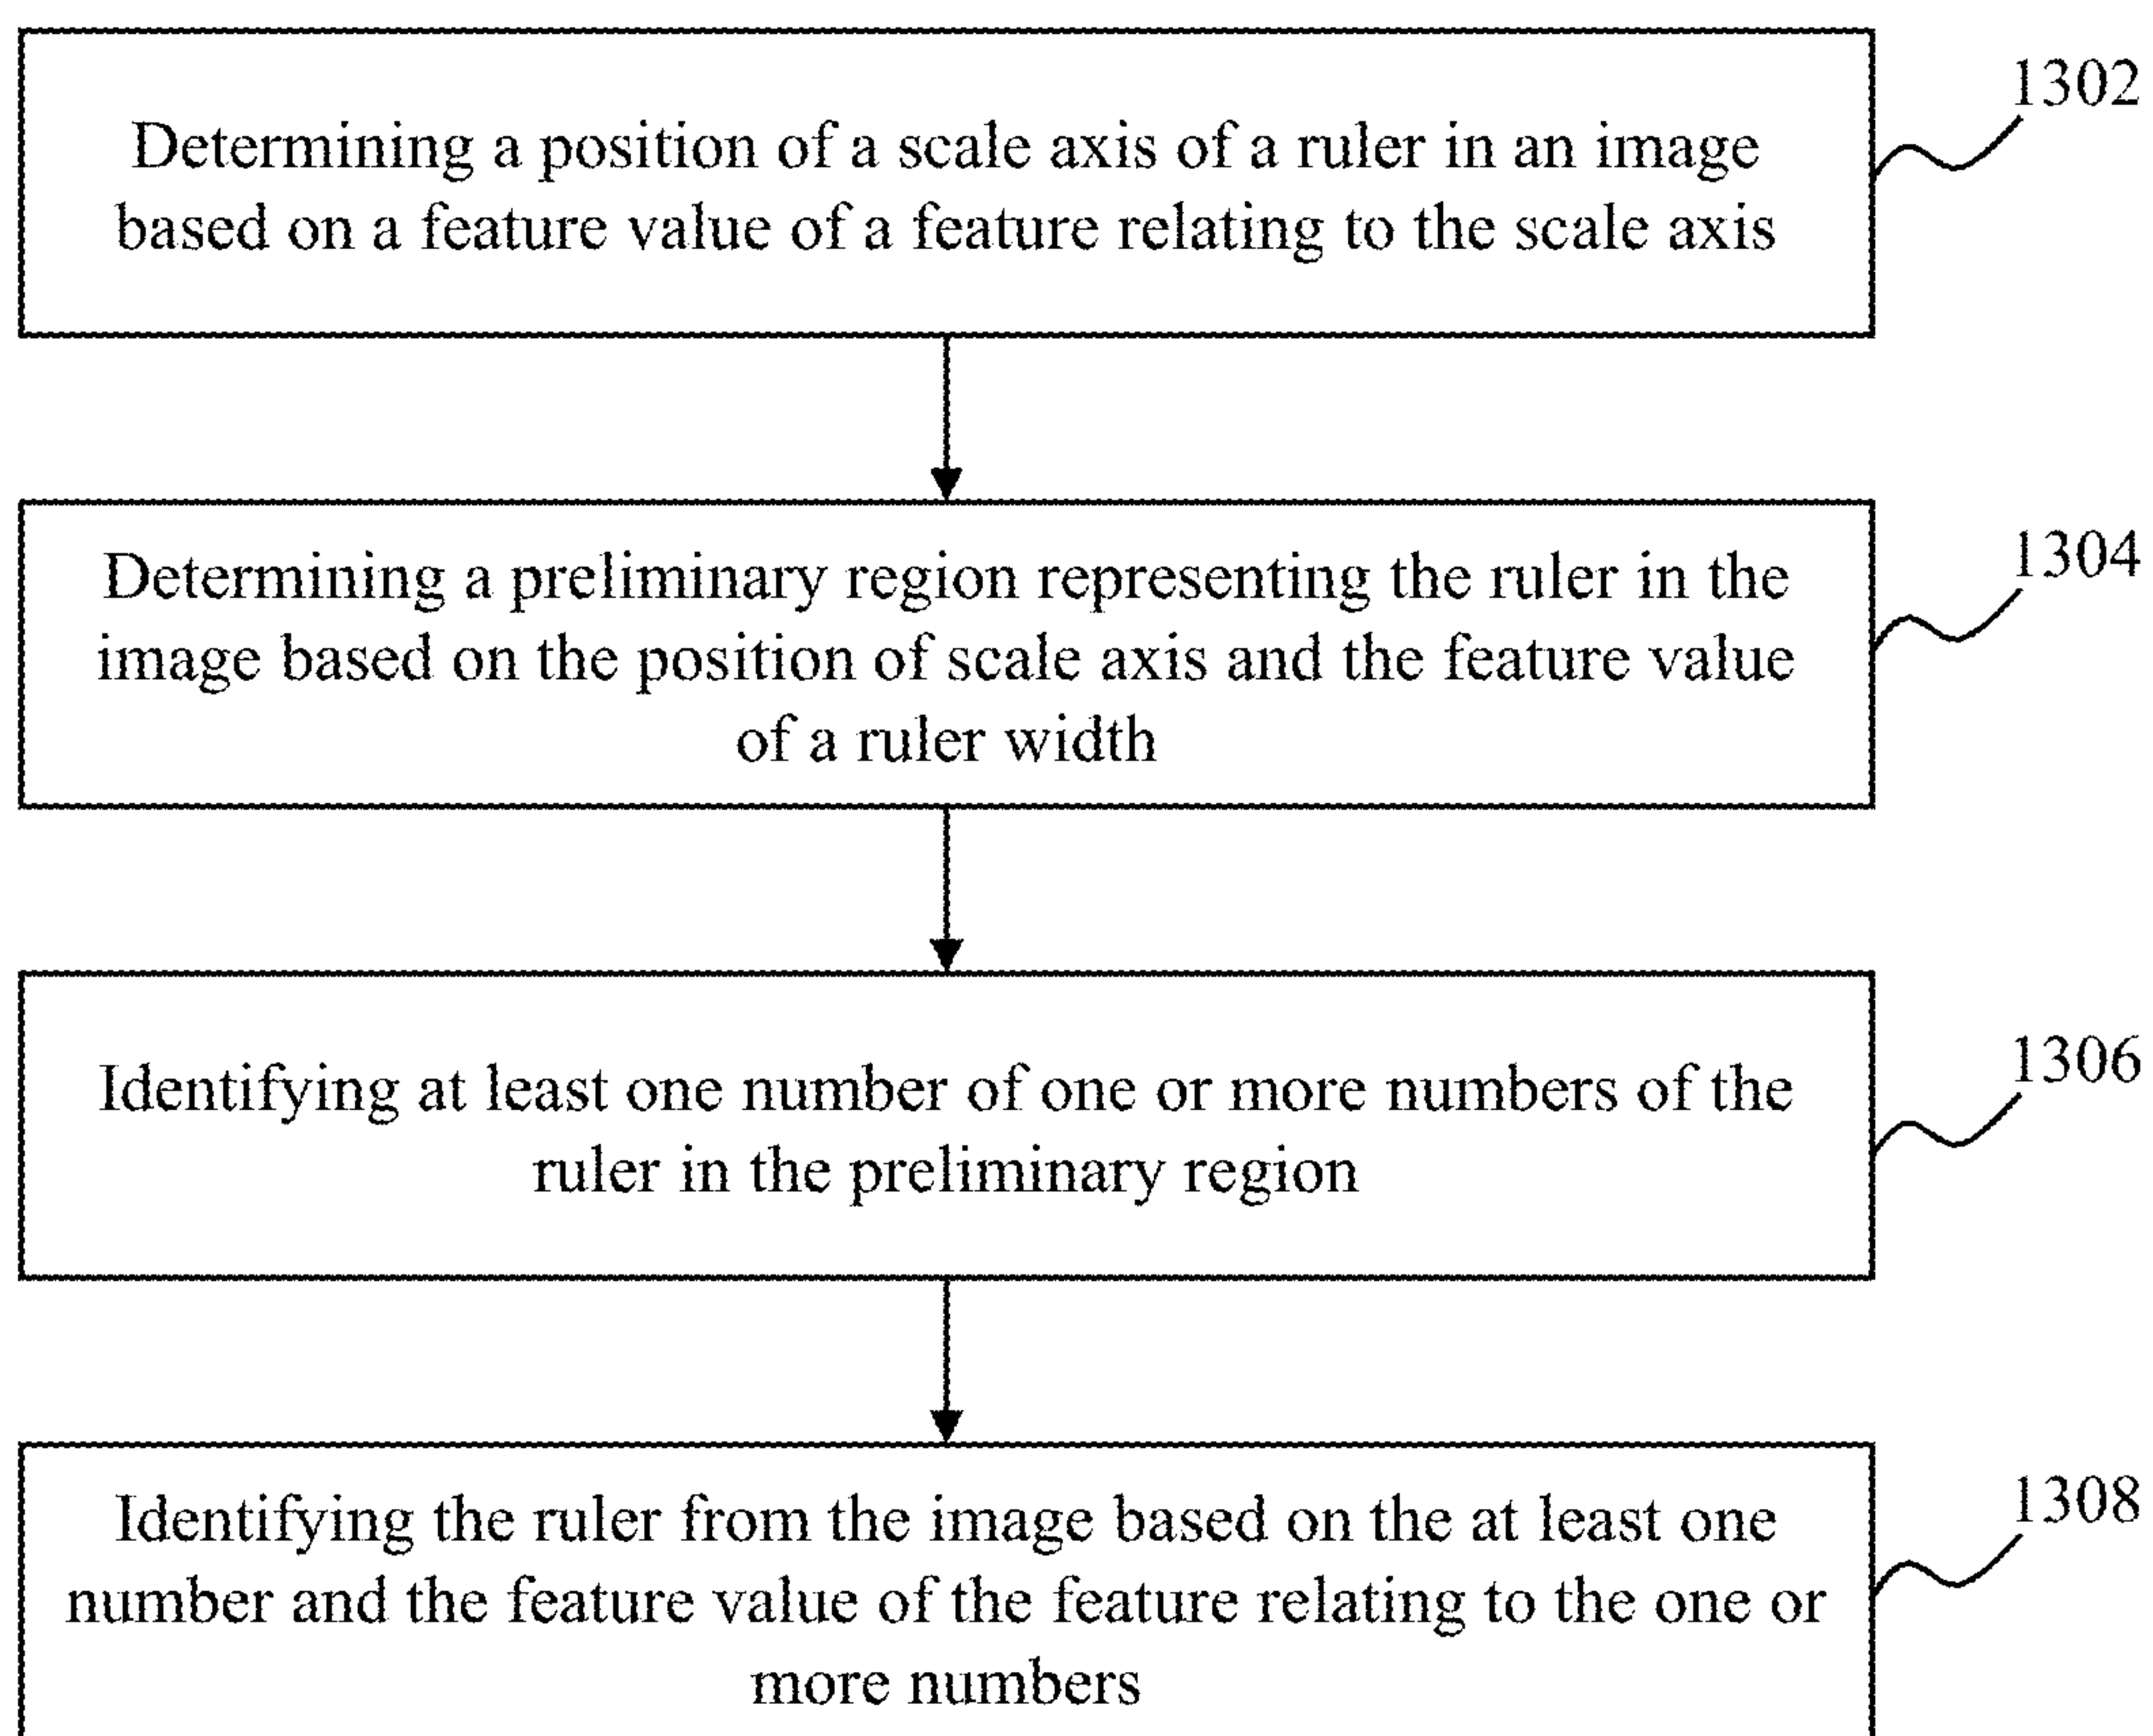 1302
Determining a position of a scale axis of a ruler in an image
based on a feature value of a feature relating to the scale axis
1304
Determining a preliminary region representing the ruler in the
image based on the position of scale axis and the feature value
of a ruler width
1306
Identifying at least one number of one or more numbers of the
ruler in the preliminary region
1308
Identifying the ruler from the image based on the at least one
number and the feature value of the feature relating to the one or
more numbers